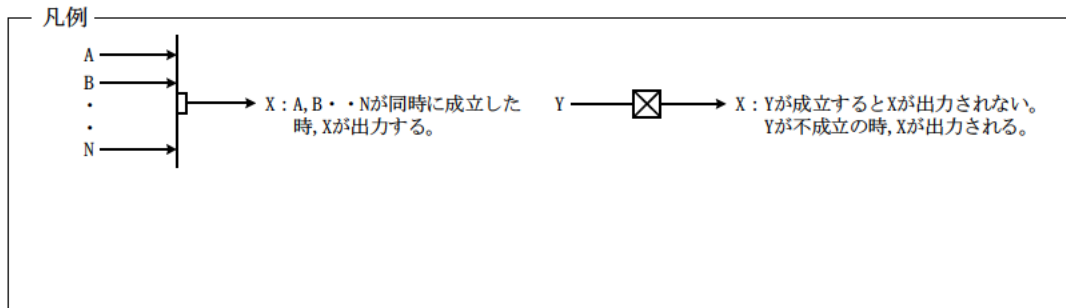 凡例
A
B
・
・
N
X：A,B・・Nが同時に成立した
時,Xが出力する。
Y
X：Yが成立するとXが出力されない。
Yが不成立の時,Xが出力される。